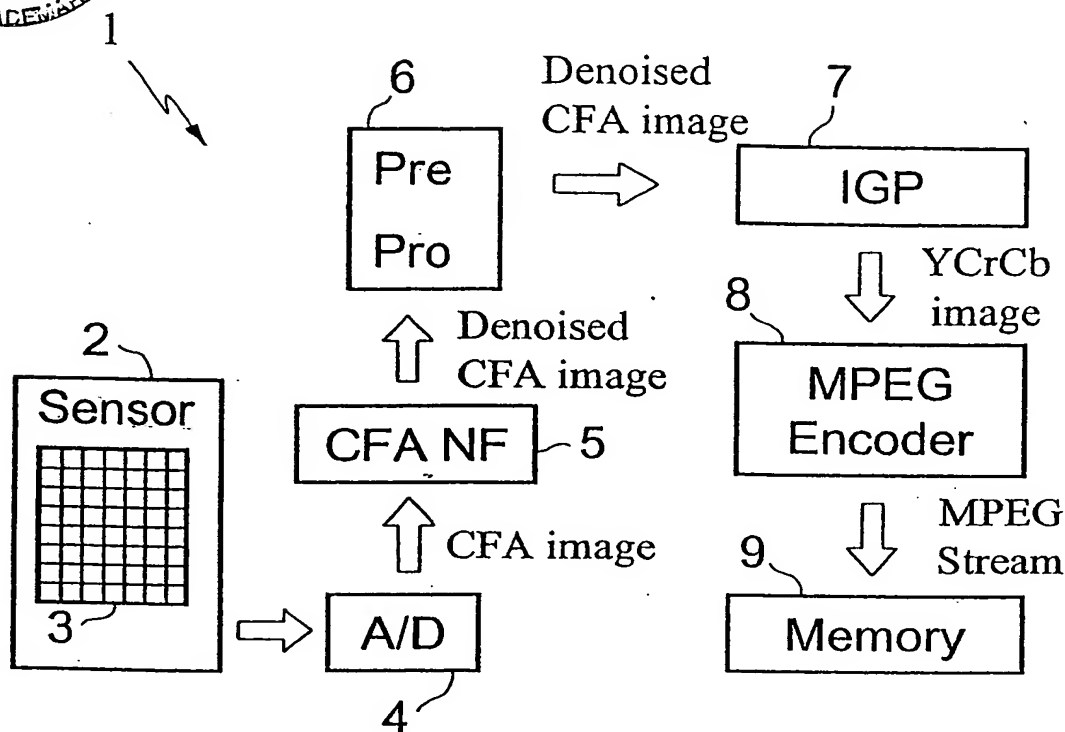 1
6
Pre
Pro
Denoised
CFA image
7
IGP
YCrCb
image
8
MPEG
Encoder
MPEG
Stream
9
Memory
2
Sensor
3
A/D
4
CFA image
CFA NF
5
Denoised
CFA image